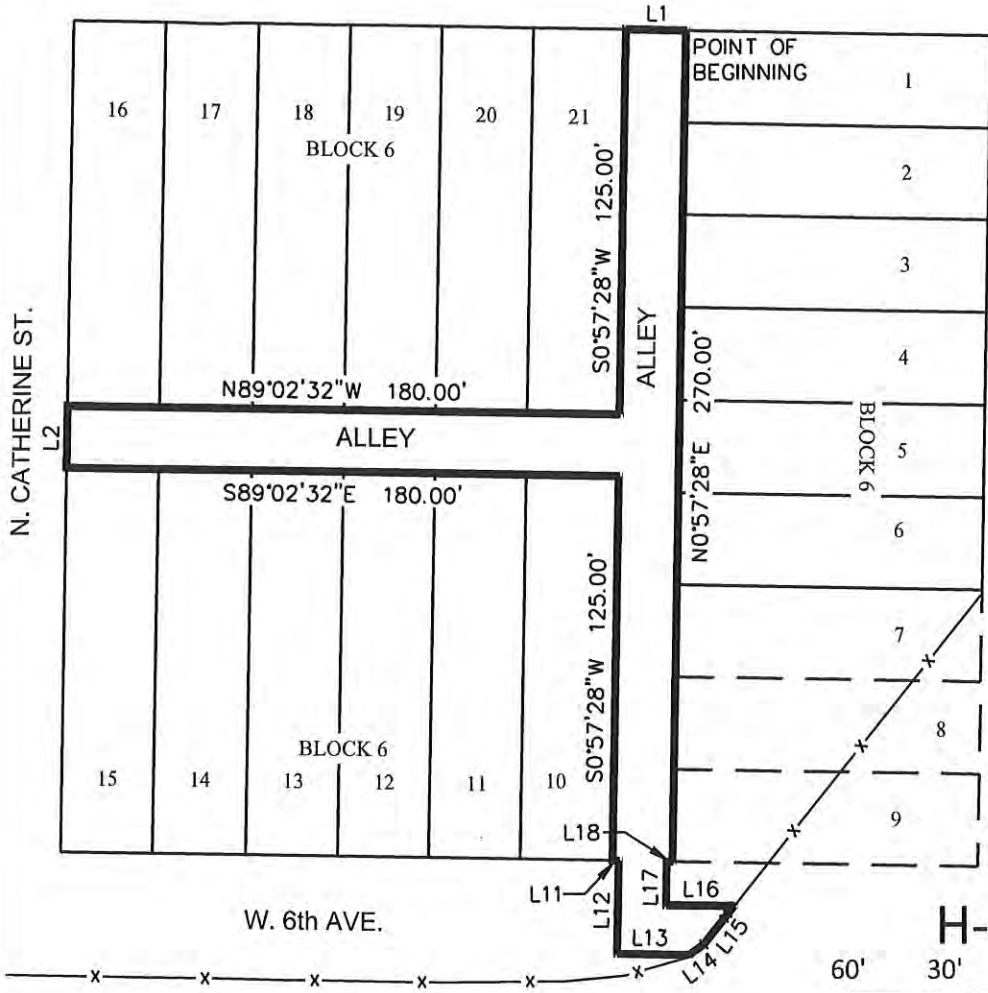 L1
POINT OF
BEGINNING
1
16
17
18
19
20
21
BLOCK 6
2
3
S0°57'28"W 125.00'
ALLEY
4
N. CATHERINE ST.
N89°02'32"W 180.00'
N0°57'28"E 270.00'
BLOCK 6
L2
ALLEY
5
S89°02'32"E 180.00'
6
S0°57'28"W 125.00'
7
8
BLOCK 6
15
14
13
12
11
10
9
L18
L11
L12
L17
L16
W. 6th AVE.
L13
L14
L15
H-
x
x
x
x
x
x
x
x
x
60'
30'